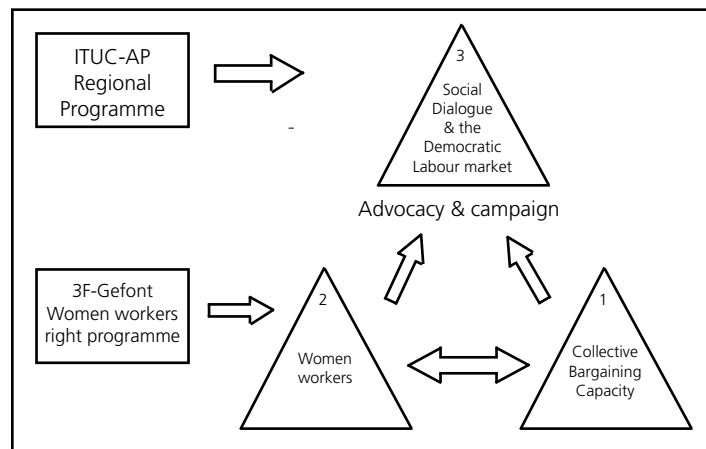 ITUC-AP
Regional
Programme
3
Social
Dialogue
& the
Democratic
Labour market
Advocacy & campaign
3F-Gefont
Women workers
right programme
2
Women
workers
1
Collective
Bargaining
Capacity